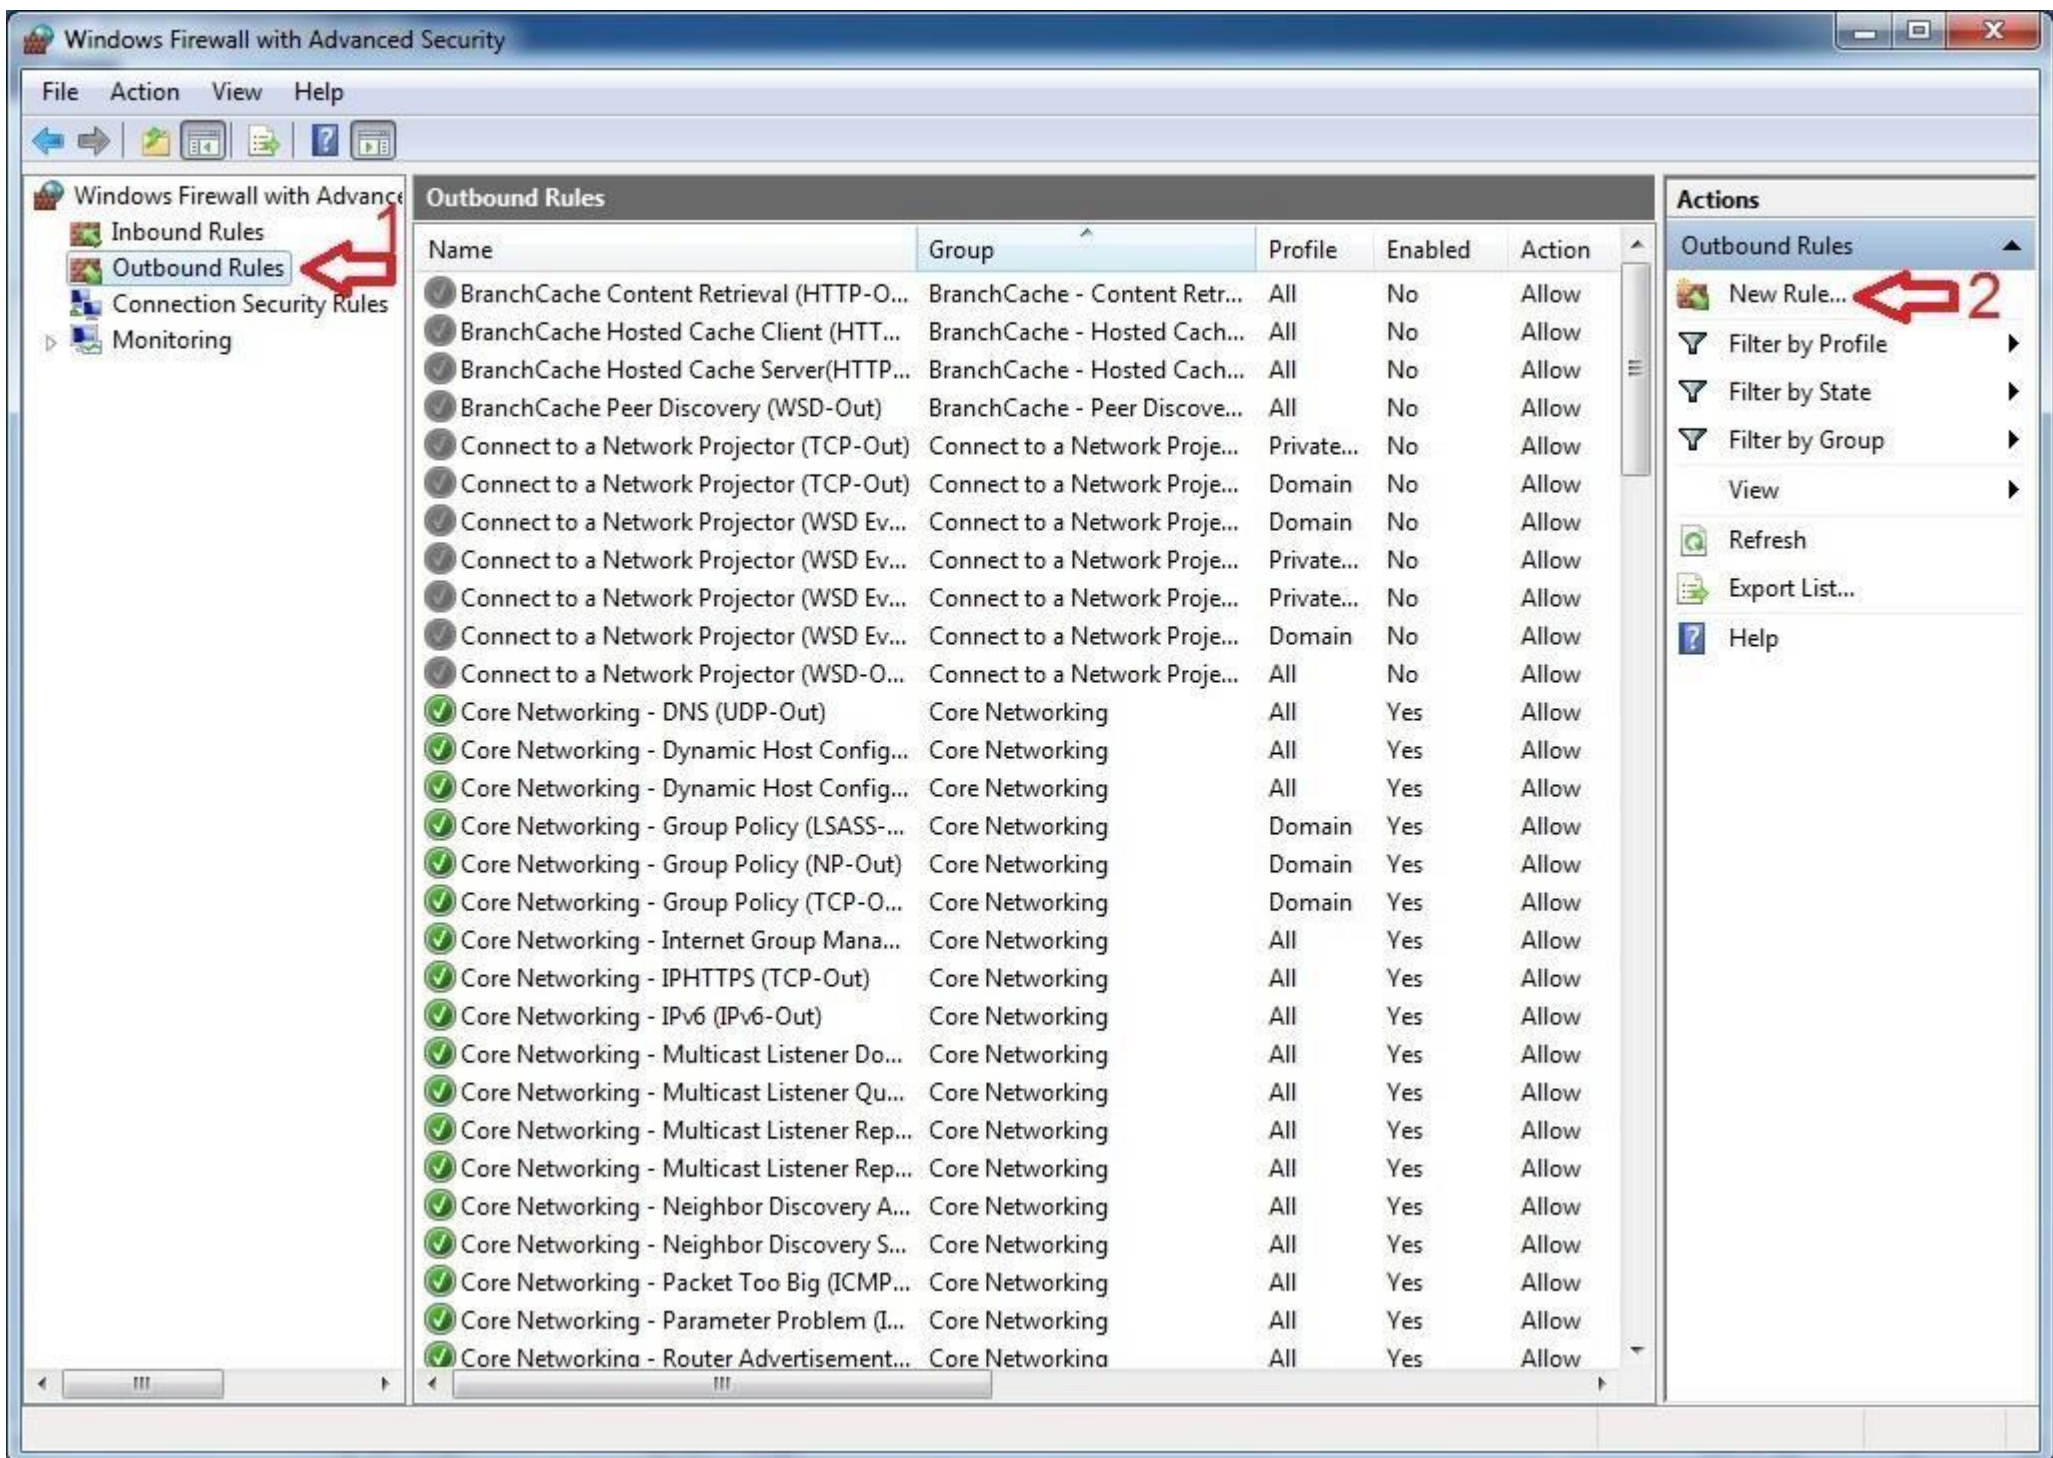 Windows Firewall with Advanced Security
File Action View Help
Windows Firewall with Advance
Inbound Rules
Outbound Rules
Connection Security Rules
Monitoring
1
Outbound Rules
Name Group Profile Enabled Action
BranchCache Content Retrieval (HTTP-O... BranchCache - Content Retr... All No Allow
BranchCache Hosted Cache Client (HTT... BranchCache - Hosted Cach... All No Allow
BranchCache Hosted Cache Server(HTTP... BranchCache - Hosted Cach... All No Allow
BranchCache Peer Discovery (WSD-Out) BranchCache - Peer Discove... All No Allow
Connect to a Network Projector (TCP-Out) Connect to a Network Proje... Private... No Allow
Connect to a Network Projector (TCP-Out) Connect to a Network Proje... Domain No Allow
Connect to a Network Projector (WSD Ev... Connect to a Network Proje... Domain No Allow
Connect to a Network Projector (WSD Ev... Connect to a Network Proje... Private... No Allow
Connect to a Network Projector (WSD Ev... Connect to a Network Proje... Private... No Allow
Connect to a Network Projector (WSD Ev... Connect to a Network Proje... Domain No Allow
Connect to a Network Projector (WSD-O... Connect to a Network Proje... All No Allow
Core Networking - DNS (UDP-Out) Core Networking All Yes Allow
Core Networking - Dynamic Host Config... Core Networking All Yes Allow
Core Networking - Dynamic Host Config... Core Networking All Yes Allow
Core Networking - Group Policy (LSASS-... Core Networking Domain Yes Allow
Core Networking - Group Policy (NP-Out) Core Networking Domain Yes Allow
Core Networking - Group Policy (TCP-O... Core Networking Domain Yes Allow
Core Networking - Internet Group Mana... Core Networking All Yes Allow
Core Networking - IPHTTPS (TCP-Out) Core Networking All Yes Allow
Core Networking - IPv6 (IPv6-Out) Core Networking All Yes Allow
Core Networking - Multicast Listener Do... Core Networking All Yes Allow
Core Networking - Multicast Listener Qu... Core Networking All Yes Allow
Core Networking - Multicast Listener Rep... Core Networking All Yes Allow
Core Networking - Multicast Listener Rep... Core Networking All Yes Allow
Core Networking - Neighbor Discovery A... Core Networking All Yes Allow
Core Networking - Neighbor Discovery S... Core Networking All Yes Allow
Core Networking - Packet Too Big (ICMP... Core Networking All Yes Allow
Core Networking - Parameter Problem (I... Core Networking All Yes Allow
Core Networking - Router Advertisement... Core Networking All Yes Allow
Actions
Outbound Rules
New Rule... 2
Filter by Profile
Filter by State
Filter by Group
View
Refresh
Export List...
Help